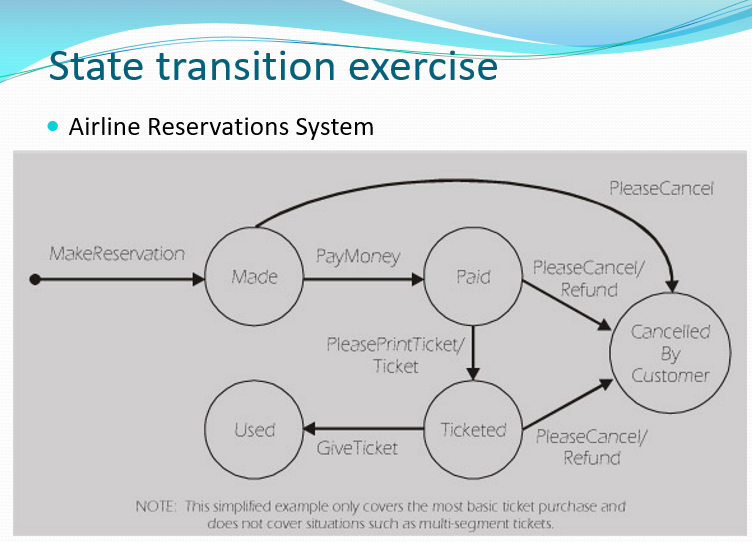 State transition exercise
Airline Reservations System
PleaseCancel
MakeReservation
PayMoney
Made
Paid
PleaseCancel/
Refund
Cancelled
By
Customer
PleasePrintTicket/
Ticket
Used
GiveTicket
Ticketed
PleaseCancel/
Refund
NOTE: This simplified example only covers the most basic ticket purchase and
does not cover situations such as multi-segment tickets.